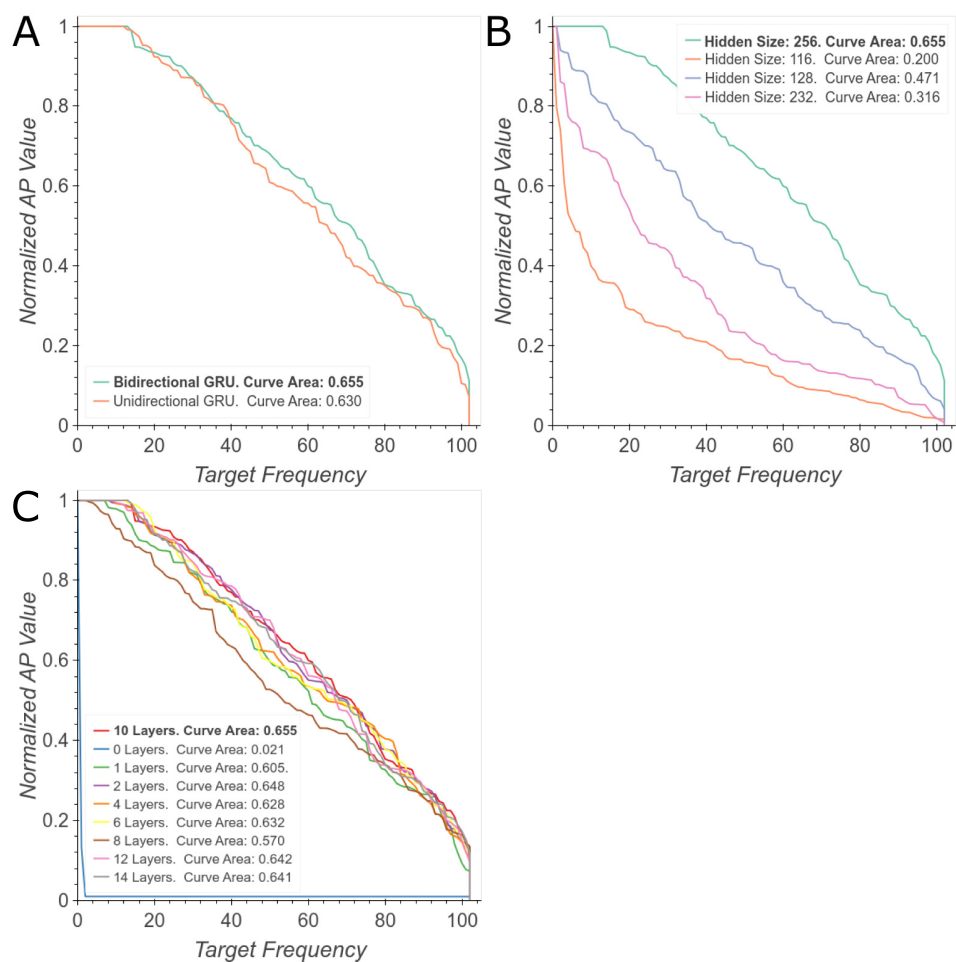 A
Normalized AP Value
1
0.8
0.6
0.4
0.2
0
Bidirectional GRU. Curve Area: 0.655
Unidirectional GRU. Curve Area: 0.630
0 20 40 60 80 100
Target Frequency
B
Normalized AP Value
1
0.8
0.6
0.4
0.2
0
Hidden Size: 256. Curve Area: 0.655
Hidden Size: 116. Curve Area: 0.200
Hidden Size: 128. Curve Area: 0.471
Hidden Size: 232. Curve Area: 0.316
0 20 40 60 80 100
Target Frequency
C
Normalized AP Value
1
0.8
0.6
0.4
0.2
0
10 Layers. Curve Area: 0.655
0 Layers. Curve Area: 0.021
1 Layers. Curve Area: 0.605.
2 Layers. Curve Area: 0.648
4 Layers. Curve Area: 0.628
6 Layers. Curve Area: 0.632
8 Layers. Curve Area: 0.570
12 Layers. Curve Area: 0.642
14 Layers. Curve Area: 0.641
0 20 40 60 80 100
Target Frequency